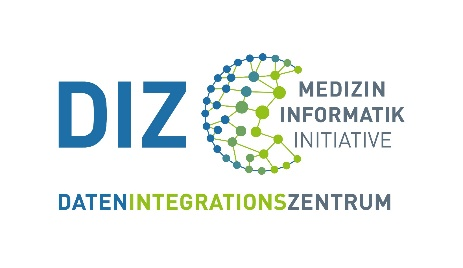 DIZ
MEDIZIN
INFORMATIK
INITIATIVE
DATENINTEGRATIONSZENTRUM